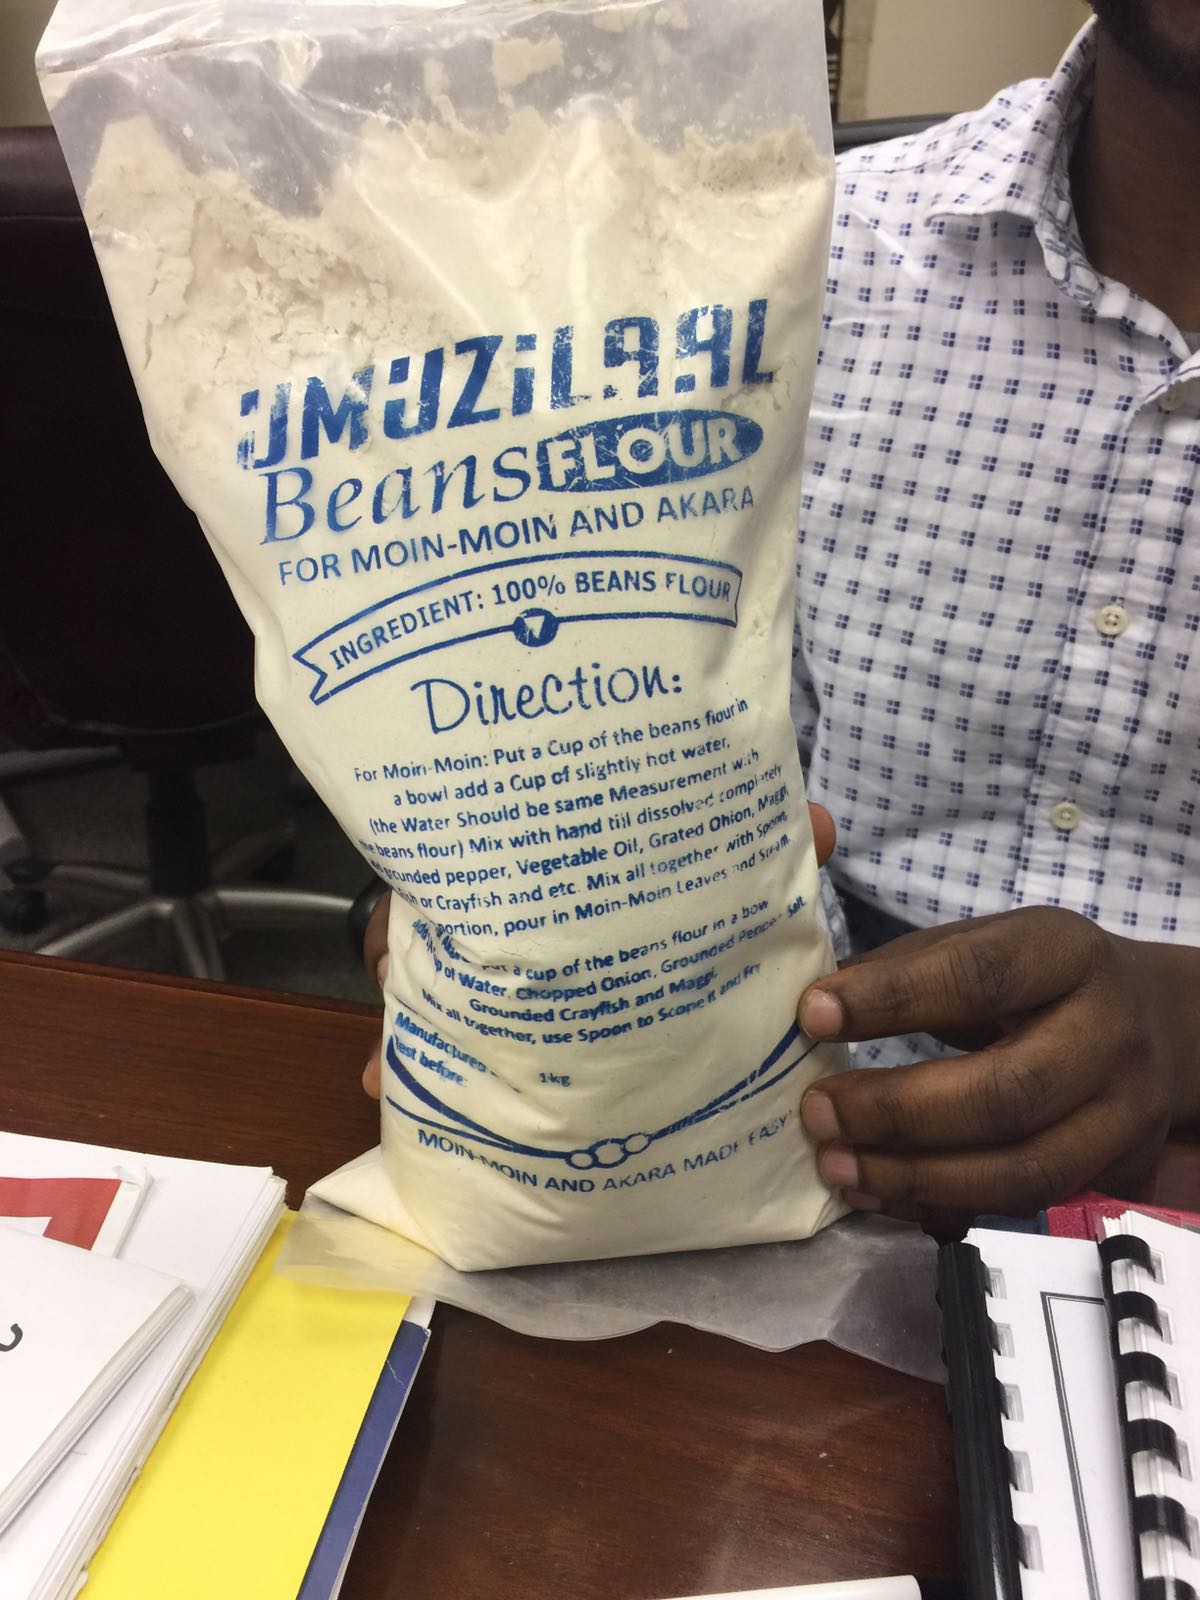 UMUZiLAAL
Beans FLOUR
FOR MOIN-MOIN AND AKARA
INGREDIENT: 100% BEANS FLOUR
Direction:
For Moin-Moin: Put a Cup of the beans flour in
a bowl add a Cup of slightly hot water,
(the Water Should be same Measurement with
the beans flour) Mix with hand till dissolved completely
grounded pepper, Vegetable Oil, Grated Onion, Maggi,
fish or Crayfish and etc. Mix all together with Spoon,
portion, pour in Moin-Moin Leaves and Steam.
put a cup of the beans flour in a bowl
of Water, Chopped Onion, Grounded Pepper Salt,
Grounded Crayfish and Maggi.
Mix all together, use Spoon to Scope it and Fry
Manufactured
Best before:
1kg
MOIN-MOIN AND AKARA MADE EASY!